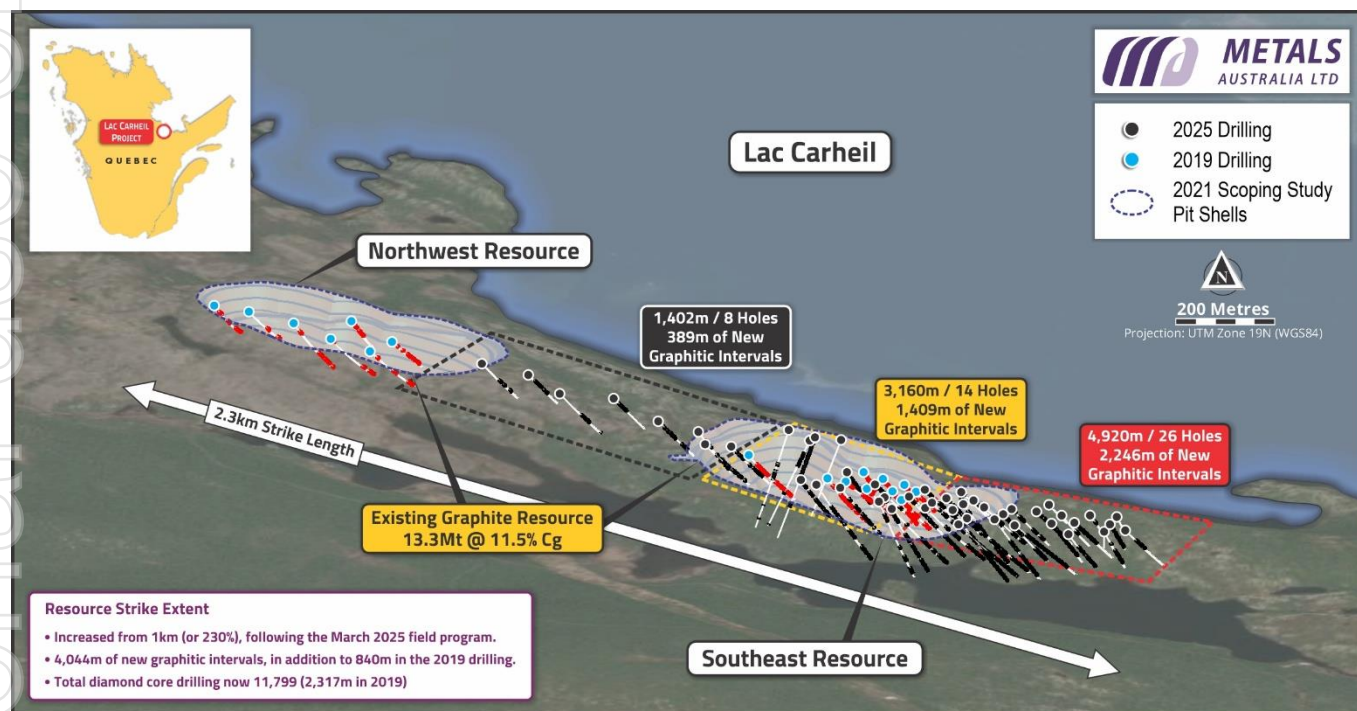 METALS
AUSTRALIA LTD
2025 Drilling
2019 Drilling
2021 Scoping Study
Pit Shells
N
200 Metres
Projection: UTM Zone 19N (WGS84)
LAC CARHEIL
PROJECT
QUEBEC
Lac Carheil
Northwest Resource
1,402m / 8 Holes
389m of New
Graphitic Intervals
3,160m / 14 Holes
1,409m of New
Graphitic Intervals
4,920m / 26 Holes
2,246m of New
Graphitic Intervals
2.3km Strike Length
Existing Graphite Resource
13.3Mt @ 11.5% Cg
Southeast Resource
Resource Strike Extent
• Increased from 1km (or 230%), following the March 2025 field program.
• 4,044m of new graphitic intervals, in addition to 840m in the 2019 drilling.
• Total diamond core drilling now 11,799 (2,317m in 2019)